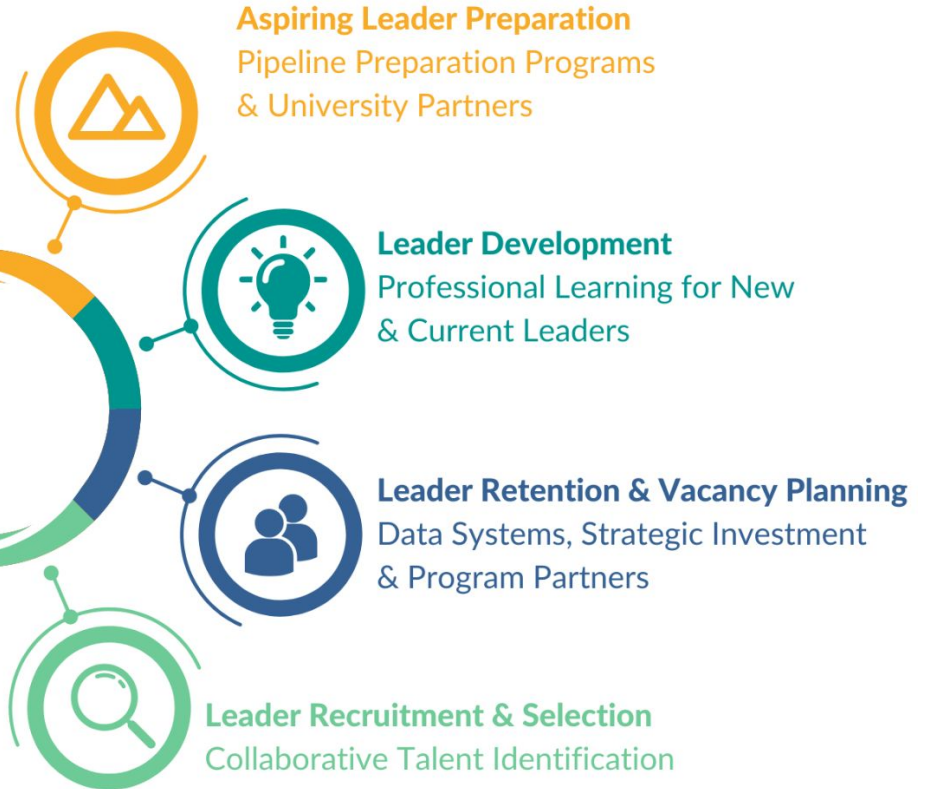 Aspiring Leader Preparation
Pipeline Preparation Programs
& University Partners
Leader Development
Professional Learning for New
& Current Leaders
Leader Retention & Vacancy Planning
Data Systems, Strategic Investment
& Program Partners
Leader Recruitment & Selection
Collaborative Talent Identification